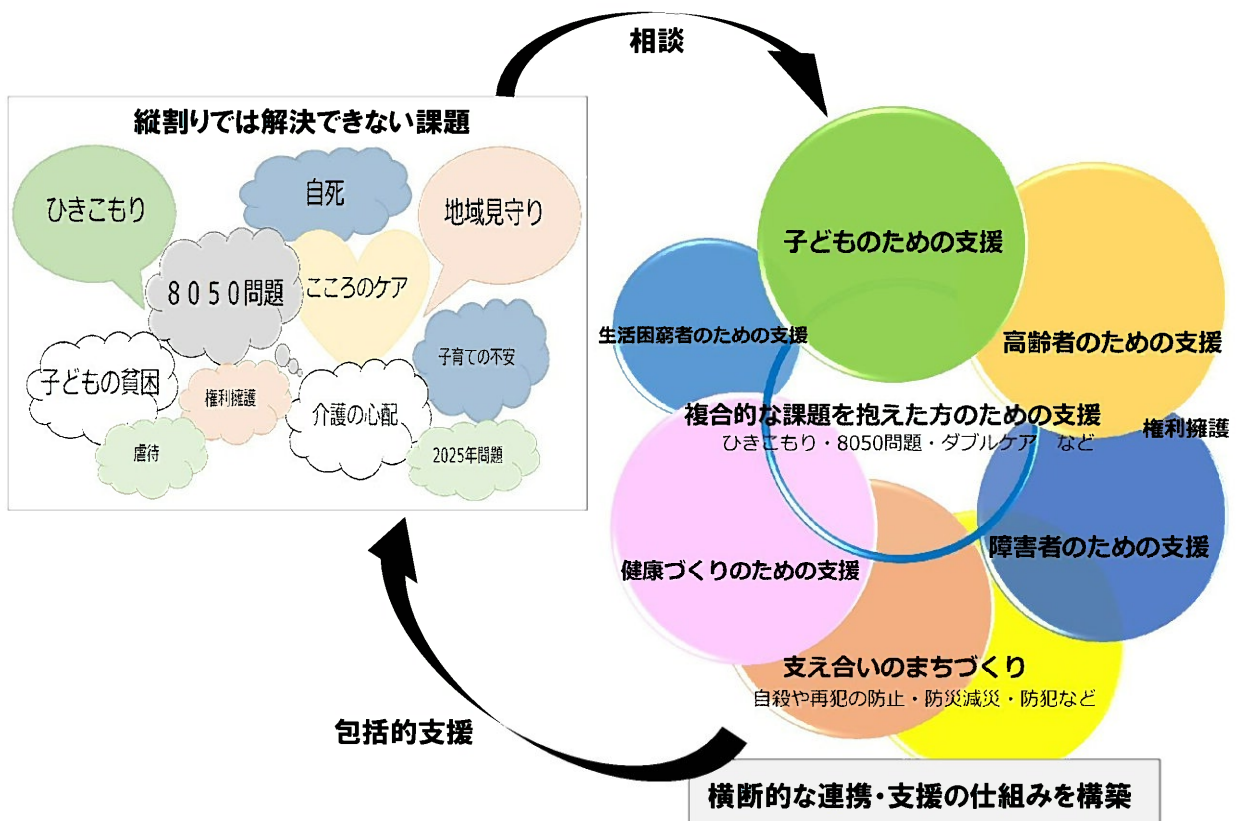 相談
縦割りでは解決できない課題
ひきこもり
自死
地域見守り
8050問題
こころのケア
子どもの貧困
権利擁護
介護の心配
子育ての不安
虐待
2025年問題
子どものための支援
生活困窮者のための支援
高齢者のための支援
複合的な課題を抱えた方のための支援
ひきこもり・8050問題・ダブルケア　など
権利擁護
障害者のための支援
健康づくりのための支援
支え合いのまちづくり
自殺や再犯の防止・防災減災・防犯など
包括的支援
横断的な連携・支援の仕組みを構築